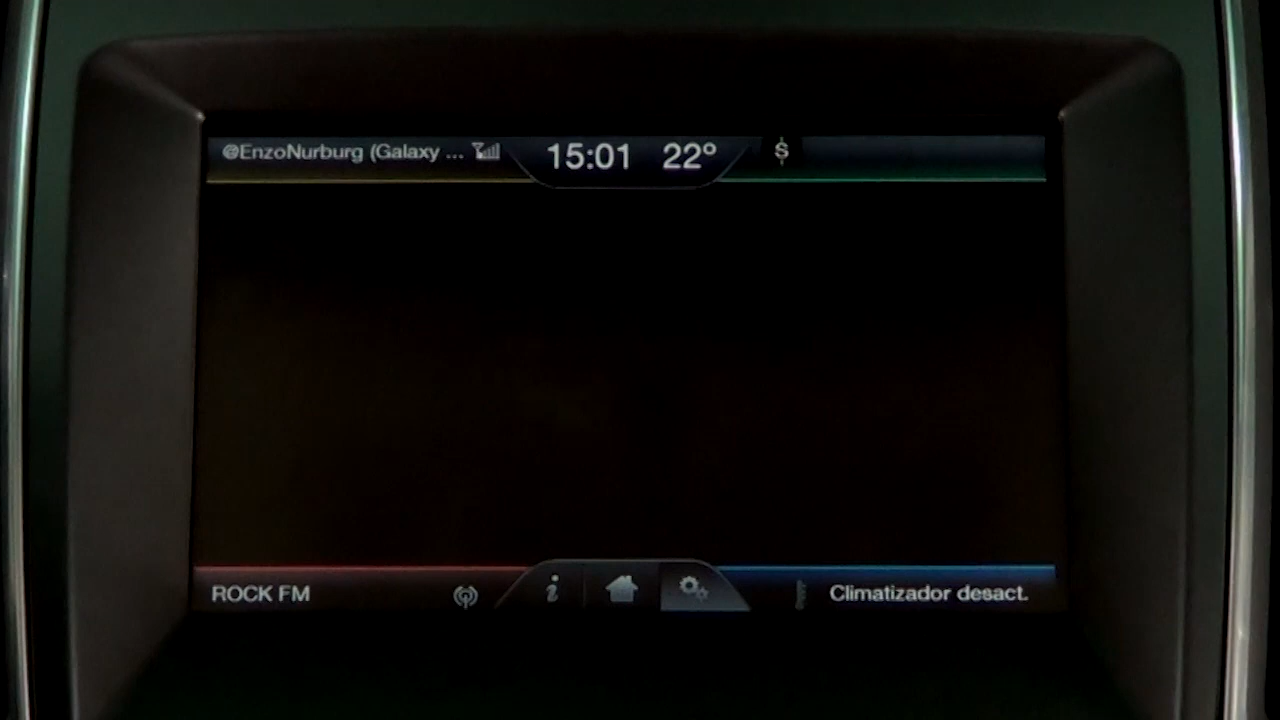 @EnzoNurburg (Galaxy ...
15:01 22°
ROCK FM
Climatizador desact.